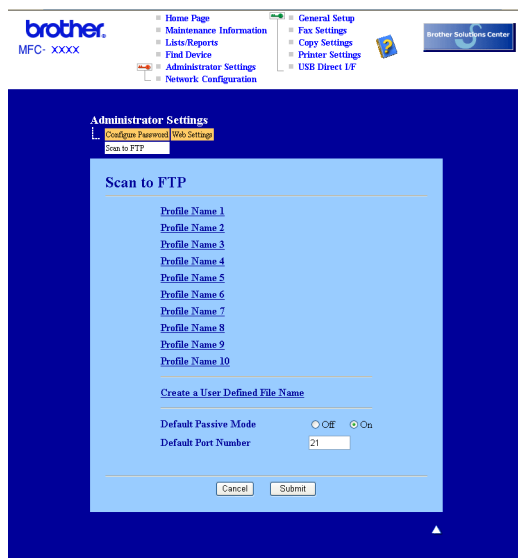 brother
MFC- XXXX
Home Page
Maintenance Information
Lists/Reports
Find Device
Administrator Settings
Network Configuration
General Setup
Fax Settings
Copy Settings
Printer Settings
USB Direct I/F
Brother Solutions Center
Administrator Settings
Configure Password Web Settings
Scan to FTP
Scan to FTP
Profile Name 1
Profile Name 2
Profile Name 3
Profile Name 4
Profile Name 5
Profile Name 6
Profile Name 7
Profile Name 8
Profile Name 9
Profile Name 10
Create a User Defined File Name
Default Passive Mode Off On
Default Port Number 21
Cancel Submit